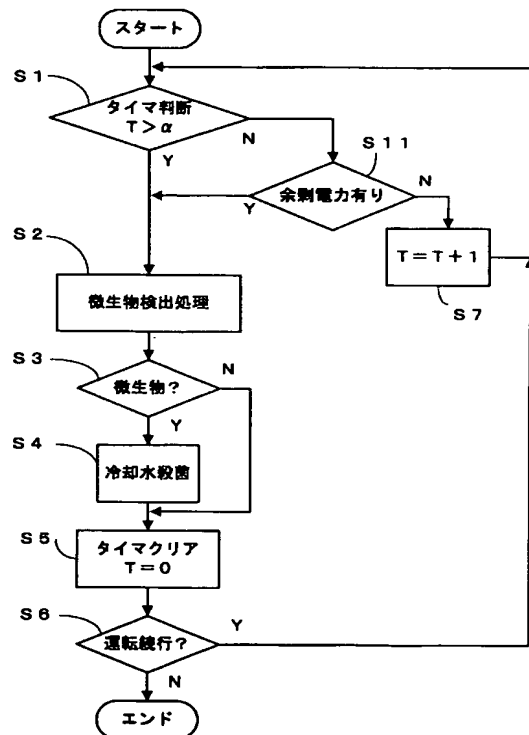 スタート
S1
タイマ判断
T>α
N
Y
S11
余剰電力有り
Y
N
T=T+1
S7
S2
微生物検出処理
S3
微生物?
N
Y
S4
冷却水殺菌
S5
タイマクリア
T=0
S6
運転続行?
Y
N
エンド